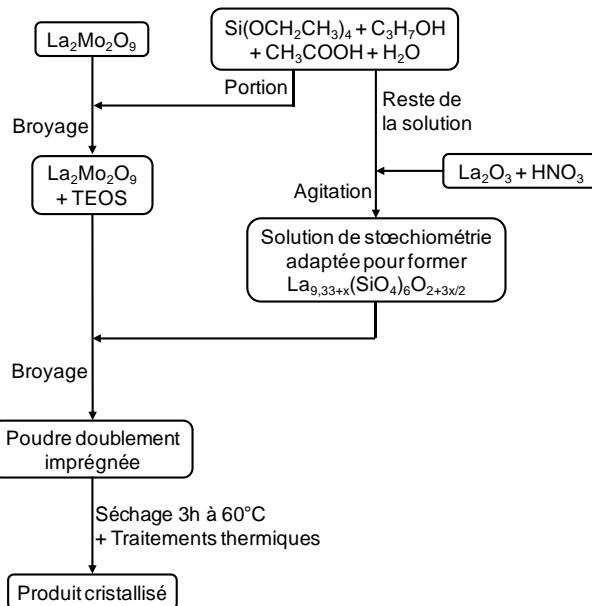 La₂Mo₂O₉
Si(OCH₂CH₃)₄ + C₃H₇OH
+ CH₃COOH + H₂O
Portion
Broyage
Reste de
la solution
La₂Mo₂O₉
+ TEOS
La₂O₃ + HNO₃
Agitation
Solution de stœchiométrie
adaptée pour former
La₉,₃₃₊ₓ(SiO₄)₆O₂₊₃ₓ/₂
Broyage
Poudre doublement
imprégnée
Séchage 3h à 60°C
+ Traitements thermiques
Produit cristallisé